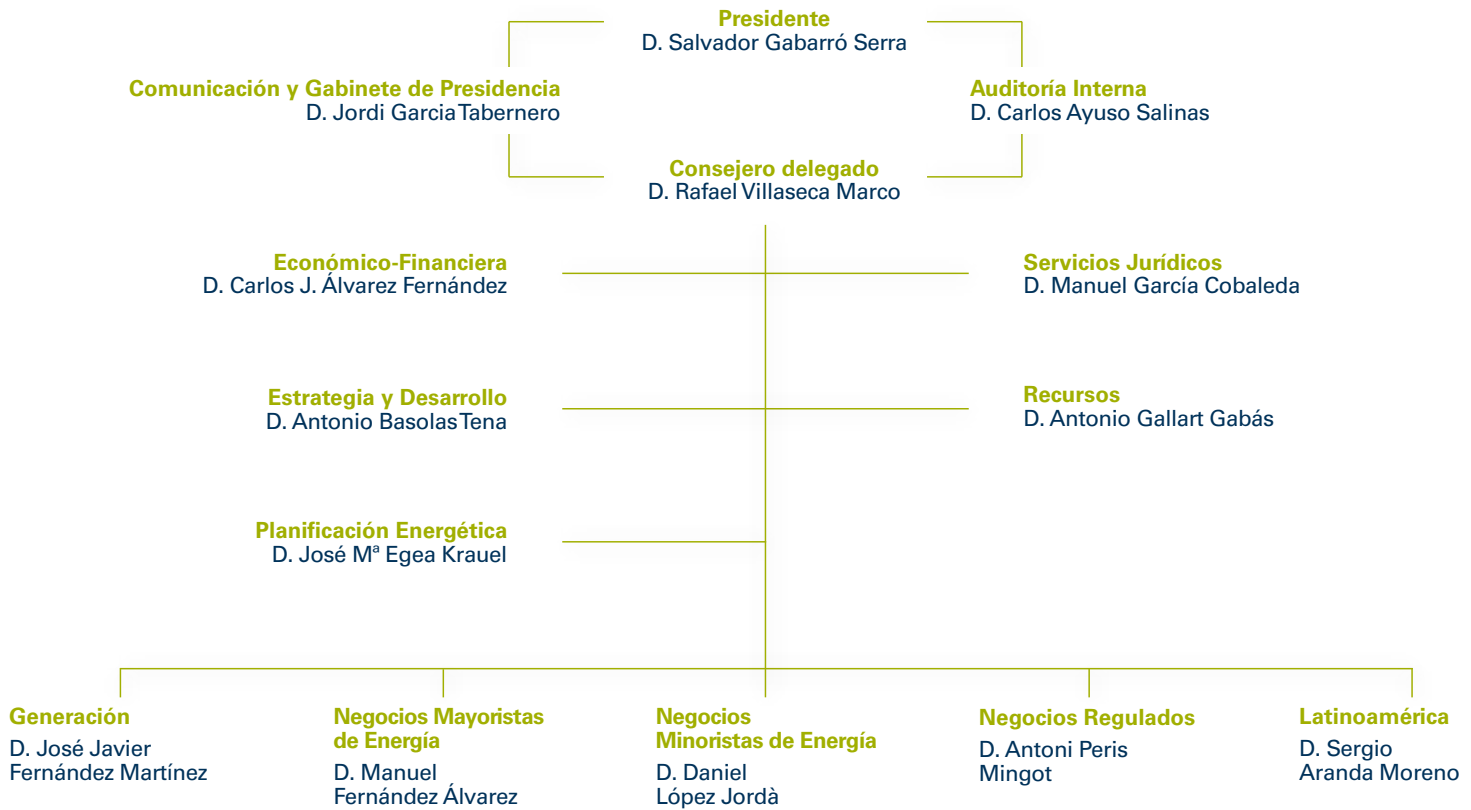 Presidente
D. Salvador Gabarró Serra
Comunicación y Gabinete de Presidencia
D. Jordi Garcia Tabernero
Auditoría Interna
D. Carlos Ayuso Salinas
Consejero delegado
D. Rafael Villaseca Marco
Económico-Financiera
D. Carlos J. Álvarez Fernández
Servicios Jurídicos
D. Manuel García Cobaleda
Estrategia y Desarrollo
D. Antonio Basolas Tena
Recursos
D. Antonio Gallart Gabás
Planificación Energética
D. José Mª Egea Krauel
Generación
D. José Javier
Fernández Martínez
Negocios Mayoristas
de Energía
D. Manuel
Fernández Álvarez
Negocios
Minoristas de Energía
D. Daniel
López Jordà
Negocios Regulados
D. Antoni Peris
Mingot
Latinoamérica
D. Sergio
Aranda Moreno